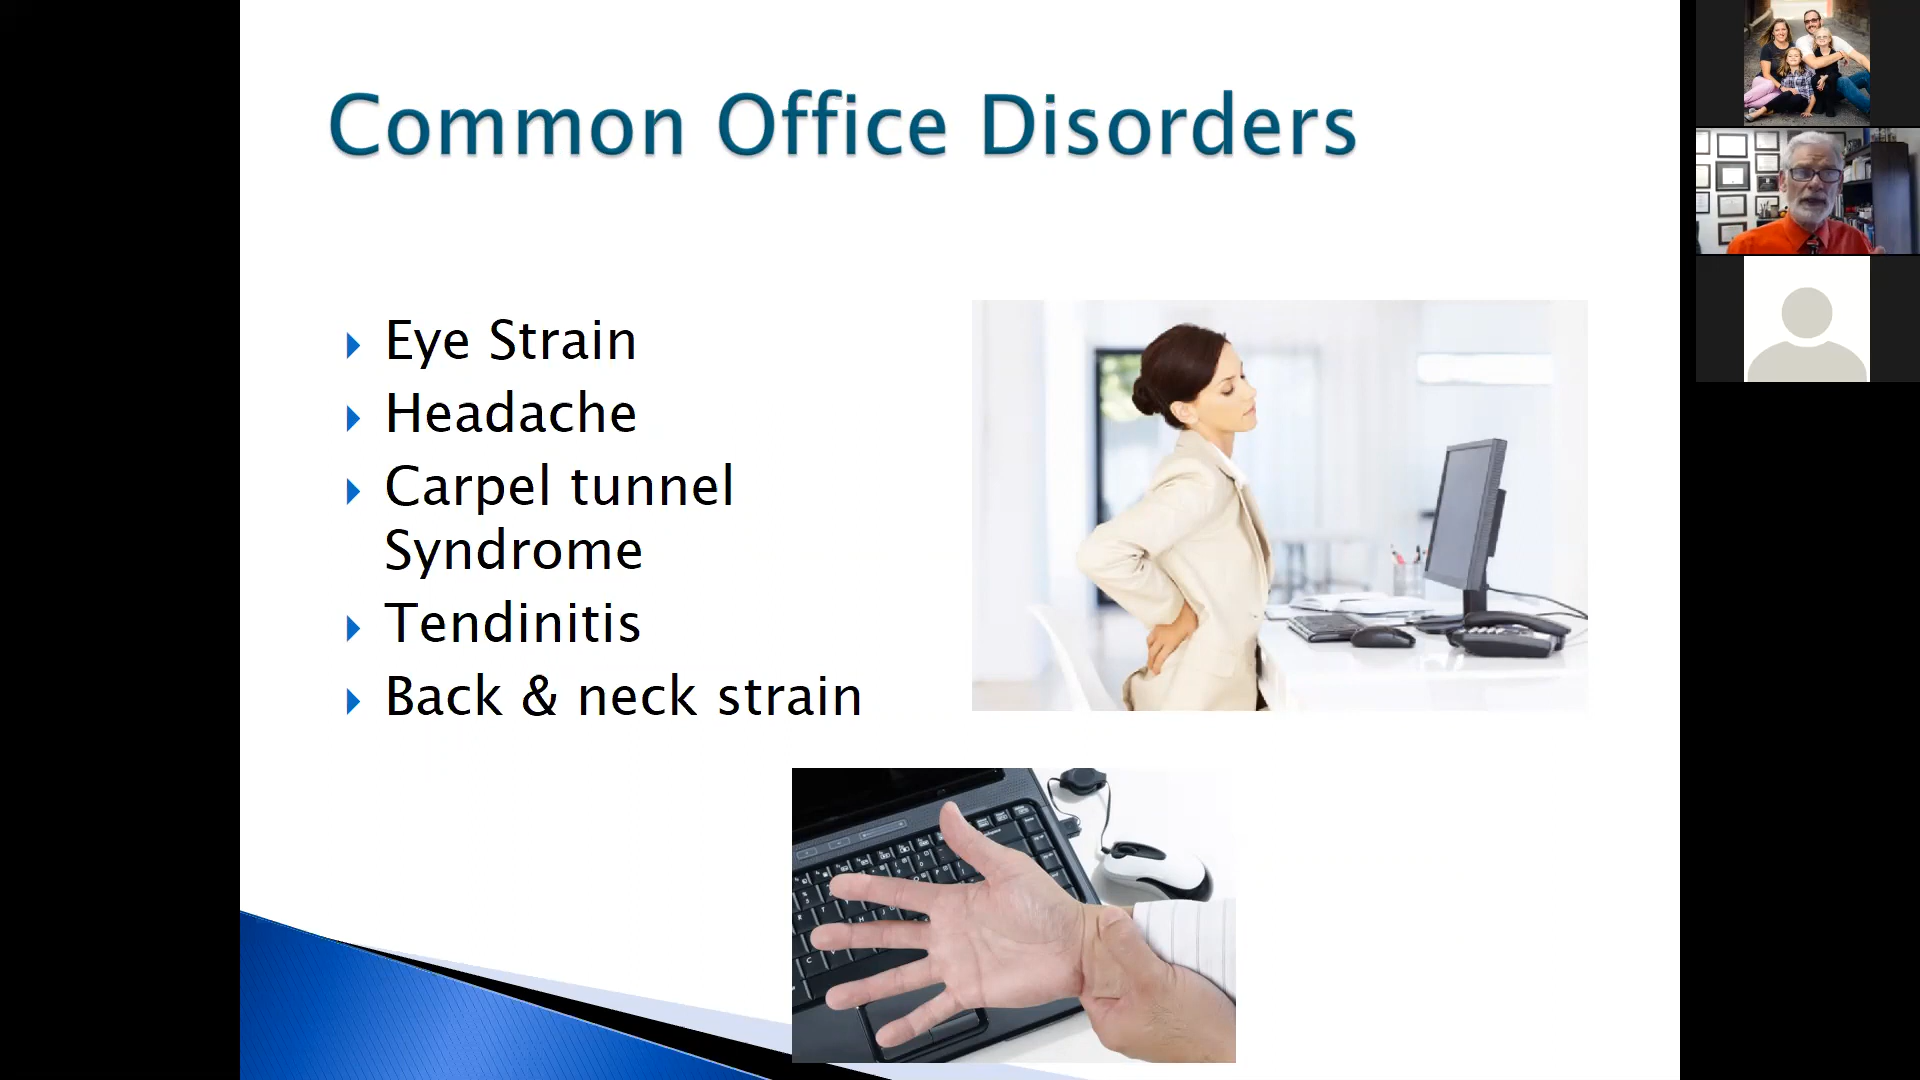 Common Office Disorders
Eye Strain
Headache
Carpel tunnel
Syndrome
Tendinitis
Back & neck strain